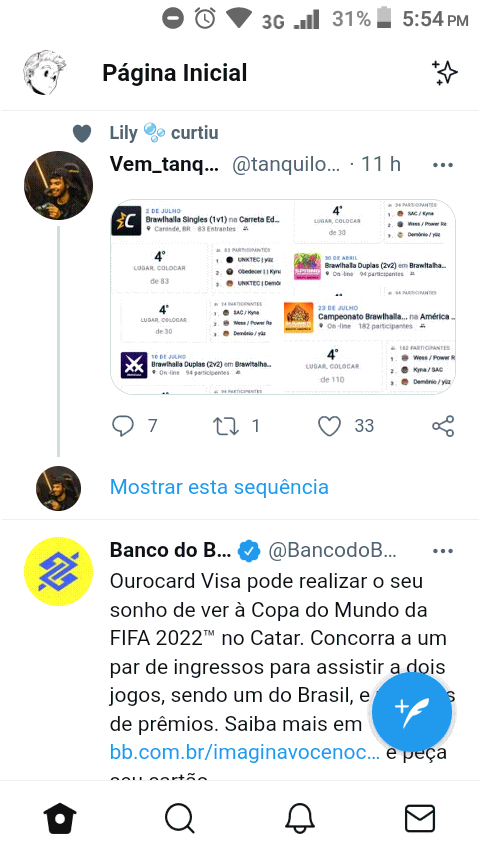 3G 31% 5:54 PM
Página Inicial
Lily 🫧 curtiu
Vem_tanq... @tanquilo... · 11 h
2 DE JULHO
Brawlhalla Singles (1v1) na Carreta Ed...
Carindé, BR 83 Entrantes
4°
LUGAR, COLOCAR
de 83
83 PARTICIPANTES
1. UNKTEC | yüz
2. Obedecer | | Kyna
3. UNKTEC | Demôni
4°
LUGAR, COLOCAR
de 30
24 PARTICIPANTES
1. SAC / Kyna
2. Wess / Power Re
3. Demônio / yüz
10 DE JULHO
Brawlhalla Duplas (2v2) em Brawltalha...
On-line 94 participantes
94 PARTICIPANTES
4°
LUGAR, COLOCAR
de 30
24 PARTICIPANTES
1. SAC / Kyna
2. Wess / Power Re
3. Demônio / yüz
30 DE ABRIL
Brawlhalla Duplas (2v2) em Brawltalha...
On-line 94 participantes
94 PARTICIPANTES
23 DE JULHO
Campeonato Brawlhalla... na América ...
On-line 182 participantes
4°
LUGAR, COLOCAR
de 110
182 PARTICIPANTES
1. Wess / Power R
2. Kyna / SAC
3. Demônio / yüz
7 1 33
Mostrar esta sequência
Banco do B... @BancodoB...
Ourocard Visa pode realizar o seu
sonho de ver à Copa do Mundo da
FIFA 2022™ no Catar. Concorra a um
par de ingressos para assistir a dois
jogos, sendo um do Brasil, e
de prêmios. Saiba mais em
bb.com.br/imaginavocenoc... e peça
seu cartão